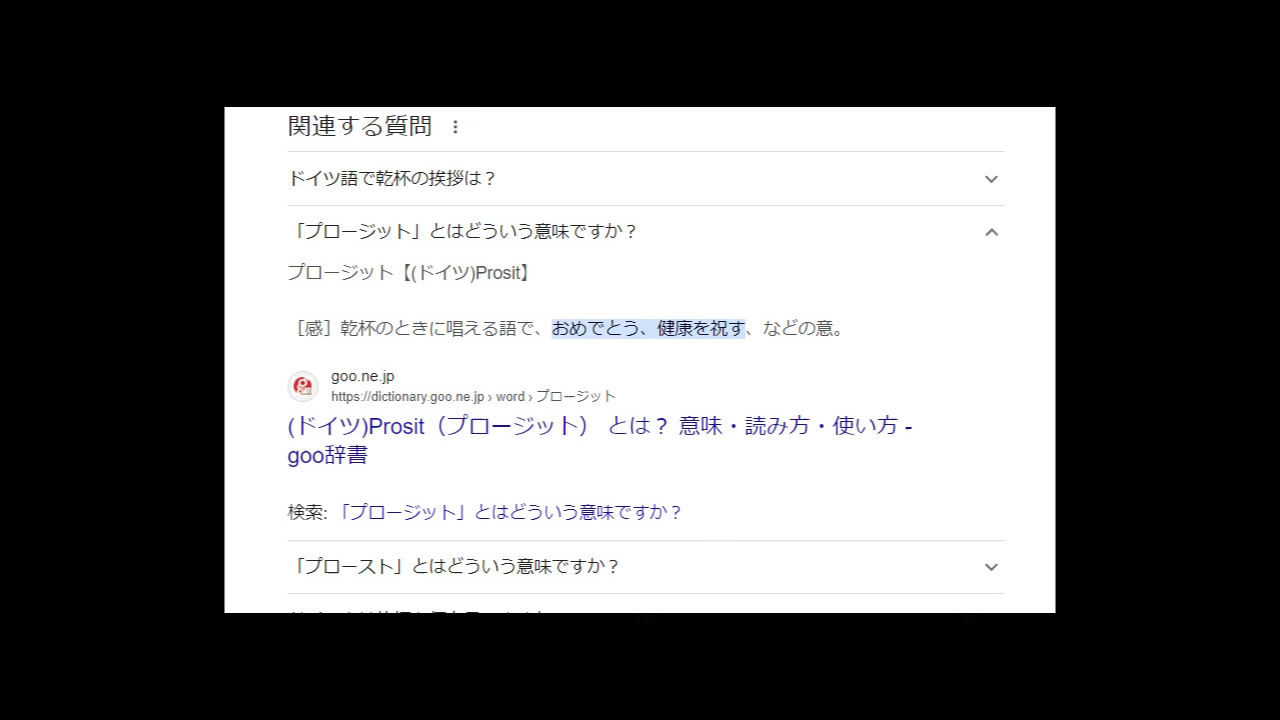 関連する質問
ドイツ語で乾杯の挨拶は？
「プロージット」とはどういう意味ですか？
プロージット【(ドイツ)Prosit】
［感］乾杯のときに唱える語で、おめでとう、健康を祝す、などの意。
goo.ne.jp
https://dictionary.goo.ne.jp › word › プロージット
(ドイツ)Prosit（プロージット） とは？ 意味・読み方・使い方 -
goo辞書
検索: 「プロージット」とはどういう意味ですか？
「プロースト」とはどういう意味ですか？